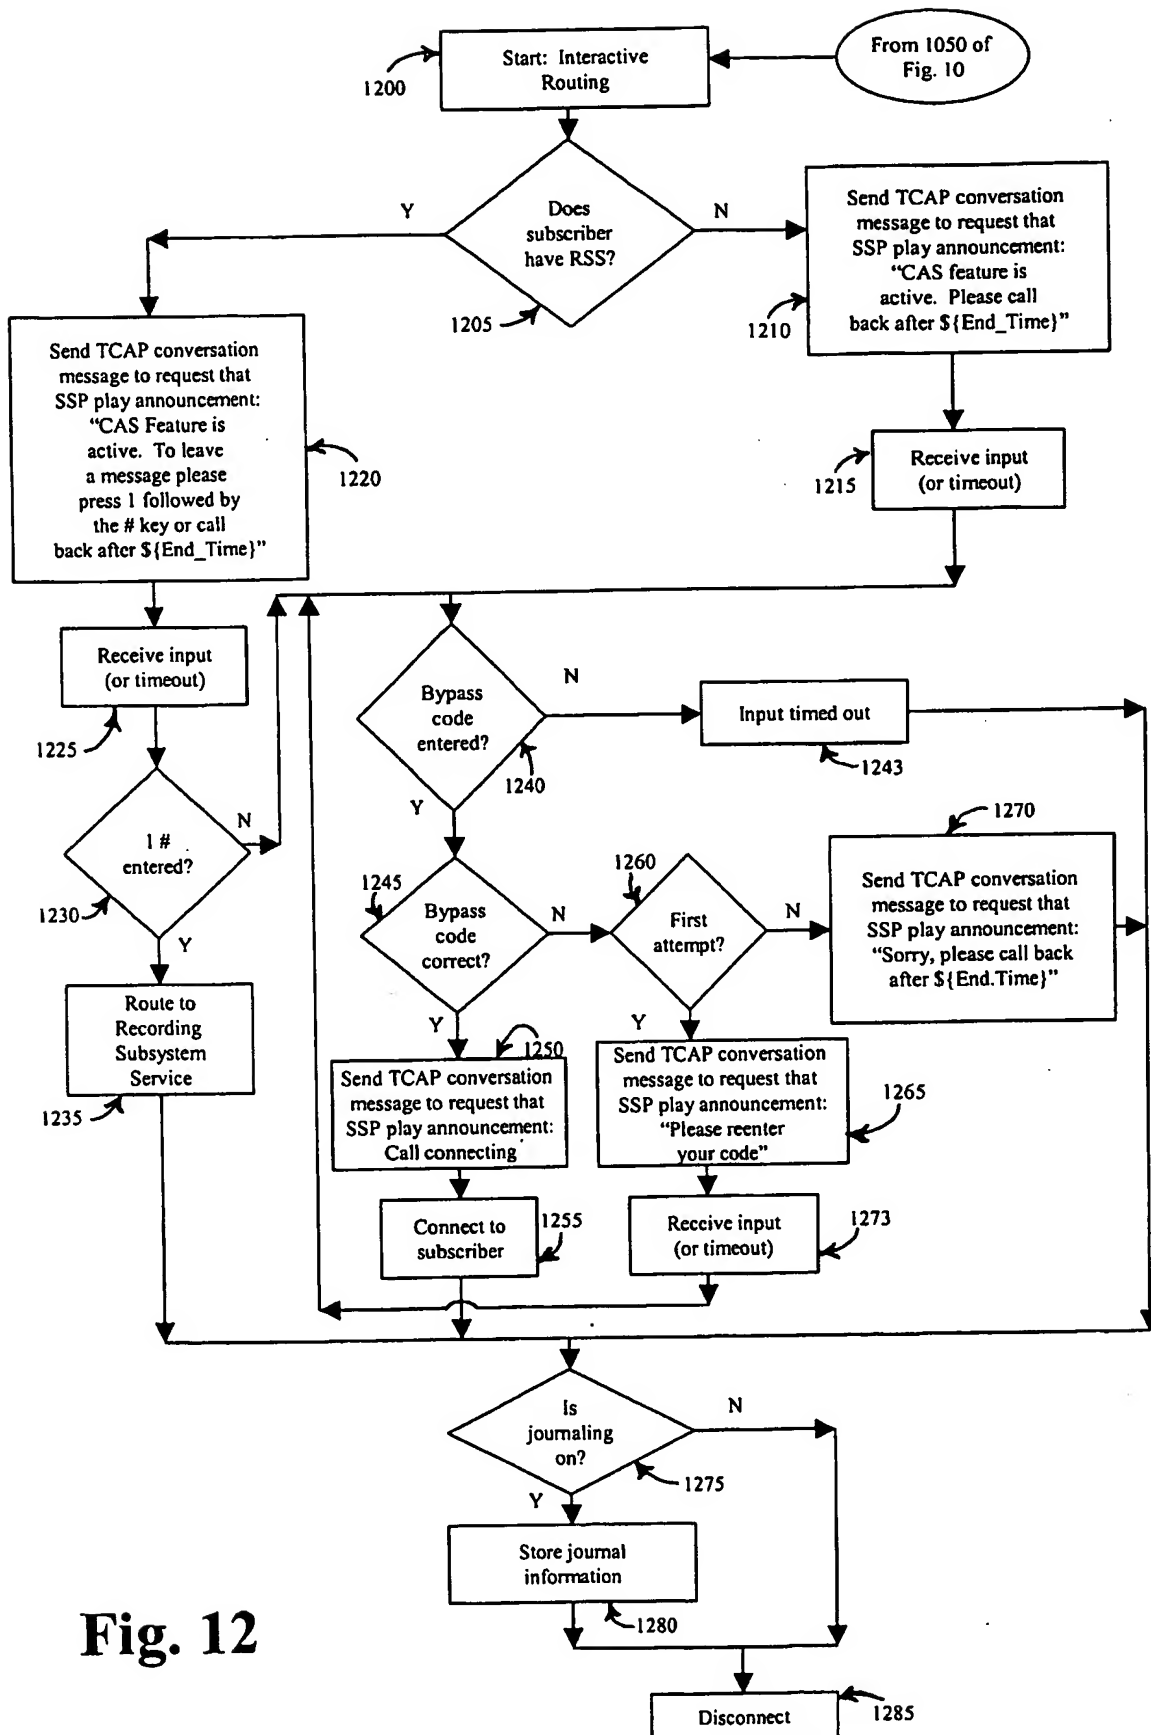 Start: Interactive
Routing
1200
From 1050 of
Fig. 10
Does
subscriber
have RSS?
Y
N
1205
Send TCAP conversation
message to request that
SSP play announcement:
“CAS feature is
active. Please call
back after ${End_Time}”
1210
Send TCAP conversation
message to request that
SSP play announcement:
“CAS Feature is
active. To leave
a message please
press 1 followed by
the # key or call
back after ${End_Time}”
1220
Receive input
(or timeout)
1215
Receive input
(or timeout)
1225
Bypass
code
entered?
N
Y
1240
Input timed out
1243
1 #
entered?
N
Y
1230
1245
Bypass
code
correct?
N
Y
1260
First
attempt?
N
Y
1270
Send TCAP conversation
message to request that
SSP play announcement:
“Sorry, please call back
after ${End.Time}”
Route to
Recording
Subsystem
Service
1235
1250
Send TCAP conversation
message to request that
SSP play announcement:
Call connecting
Send TCAP conversation
message to request that
SSP play announcement:
“Please reenter
your code”
1265
Connect to
subscriber
1255
Receive input
(or timeout)
1273
Is
journaling
on?
N
Y
1275
Store journal
information
1280
Fig. 12
Disconnect
1285